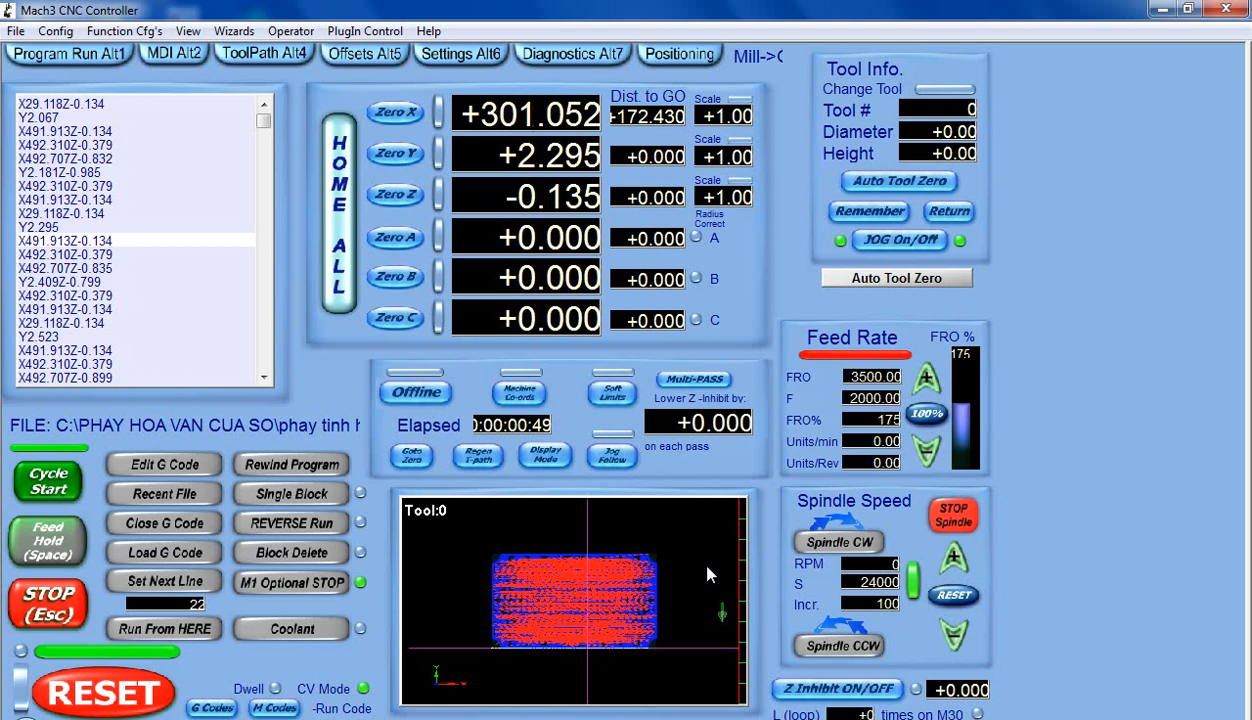 Mach3 CNC Controller
File Config Function Cfg's View Wizards Operator PlugIn Control Help
Program Run Alt1 MDI Alt2 ToolPath Alt4 Offsets Alt5 Settings Alt6 Diagnostics Alt7 Positioning Mill->
X29.118Z-0.134
Y2.067
X491.913Z-0.134
X492.310Z-0.379
X492.707Z-0.832
Y2.181Z-0.985
X492.310Z-0.379
X491.913Z-0.134
X29.118Z-0.134
Y2.295
X491.913Z-0.134
X492.310Z-0.379
X492.707Z-0.835
Y2.409Z-0.799
X492.310Z-0.379
X491.913Z-0.134
X29.118Z-0.134
Y2.523
X491.913Z-0.134
X492.310Z-0.379
X492.707Z-0.899
HOME ALL
Dist. to GO
Zero X +301.052 +172.430 Scale +1.00
Zero Y +2.295 +0.000 Scale +1.00
Zero Z -0.135 +0.000 Scale +1.00
Radius Correct
Zero A +0.000 +0.000 A
Zero B +0.000 +0.000 B
Zero C +0.000 +0.000 C
Tool Info.
Change Tool
Tool # 0
Diameter +0.00
Height +0.00
Auto Tool Zero
Remember Return
JOG On/Off
Auto Tool Zero
Offline
Machine Co-ords
Soft Limits
Multi-PASS
Lower Z -Inhibit by:
+0.000
on each pass
Elapsed 0:00:00:49
Goto Zero
Regen T-path
Display Mode
Jog Follow
Feed Rate
FRO %
175
FRO 3500.00
F 2000.00
FRO% 175
100%
Units/min 0.00
Units/Rev 0.00
FILE: C:\PHAY HOA VAN CUA SO\phay tinh
Cycle Start
Feed Hold (Space)
STOP (Esc)
Edit G Code Rewind Program
Recent File Single Block
Close G Code REVERSE Run
Load G Code Block Delete
Set Next Line M1 Optional STOP
22
Run From HERE Coolant
RESET
Dwell CV Mode
G Codes M Codes -Run Code
Tool:0
Spindle Speed
STOP Spindle
Spindle CW
RPM 0
S 24000
Incr. 100
RESET
Spindle CCW
Z Inhibit ON/OFF +0.000
L (loop) +0 times on M30